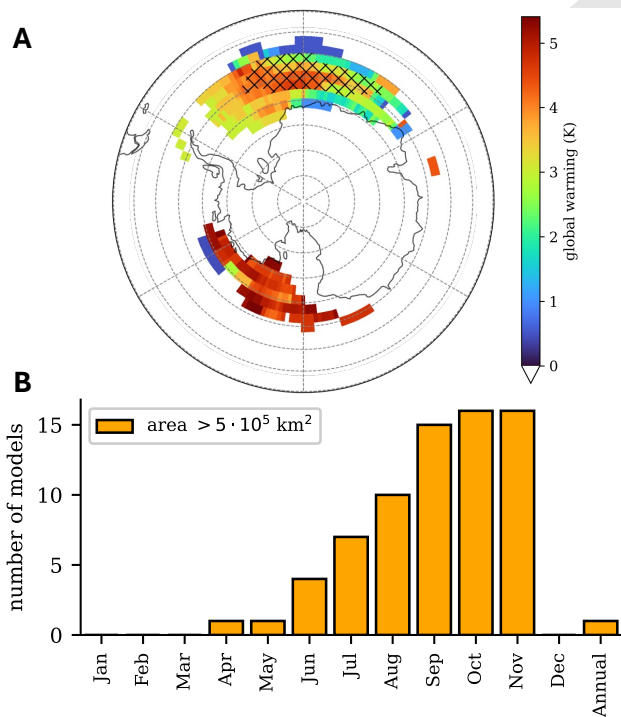 A
5
4
3
2
1
0
global warming (K)
B
area > 5 · 10⁵ km²
number of models
15
10
5
0
Jan
Feb
Mar
Apr
May
Jun
Jul
Aug
Sep
Oct
Nov
Dec
Annual